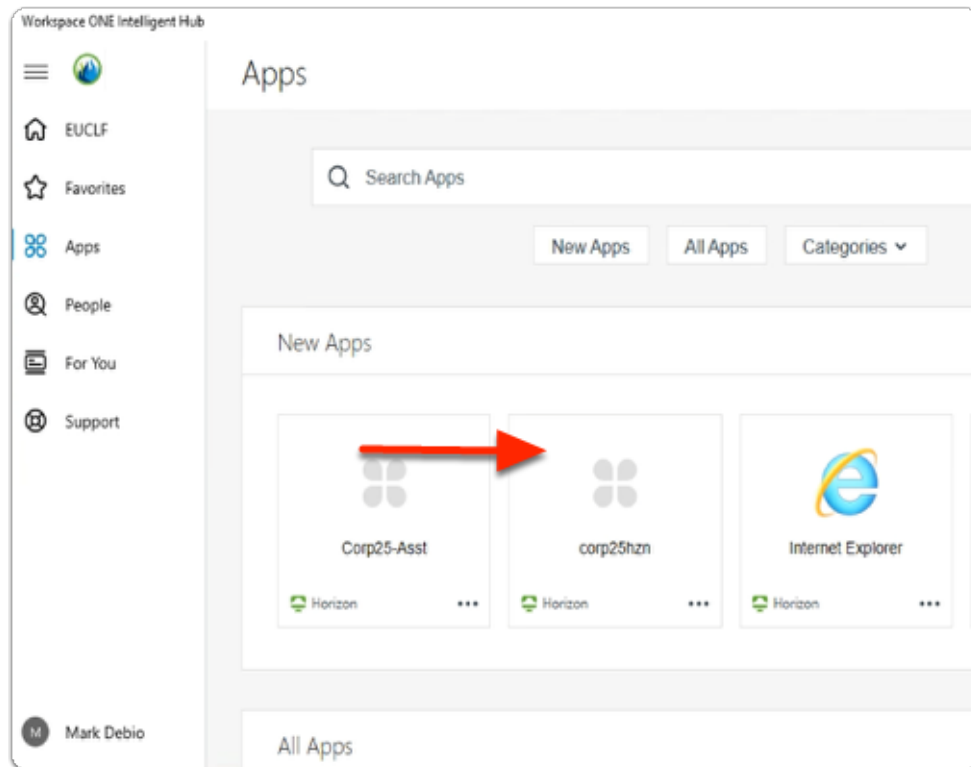 Workspace ONE Intelligent Hub
Apps
EUCLF
Favorites
Apps
People
For You
Support
Search Apps
New Apps All Apps Categories
New Apps
Corp25-Asst corp25hzn Internet Explorer
Horizon ••• Horizon ••• Horizon •••
M Mark Debio
All Apps